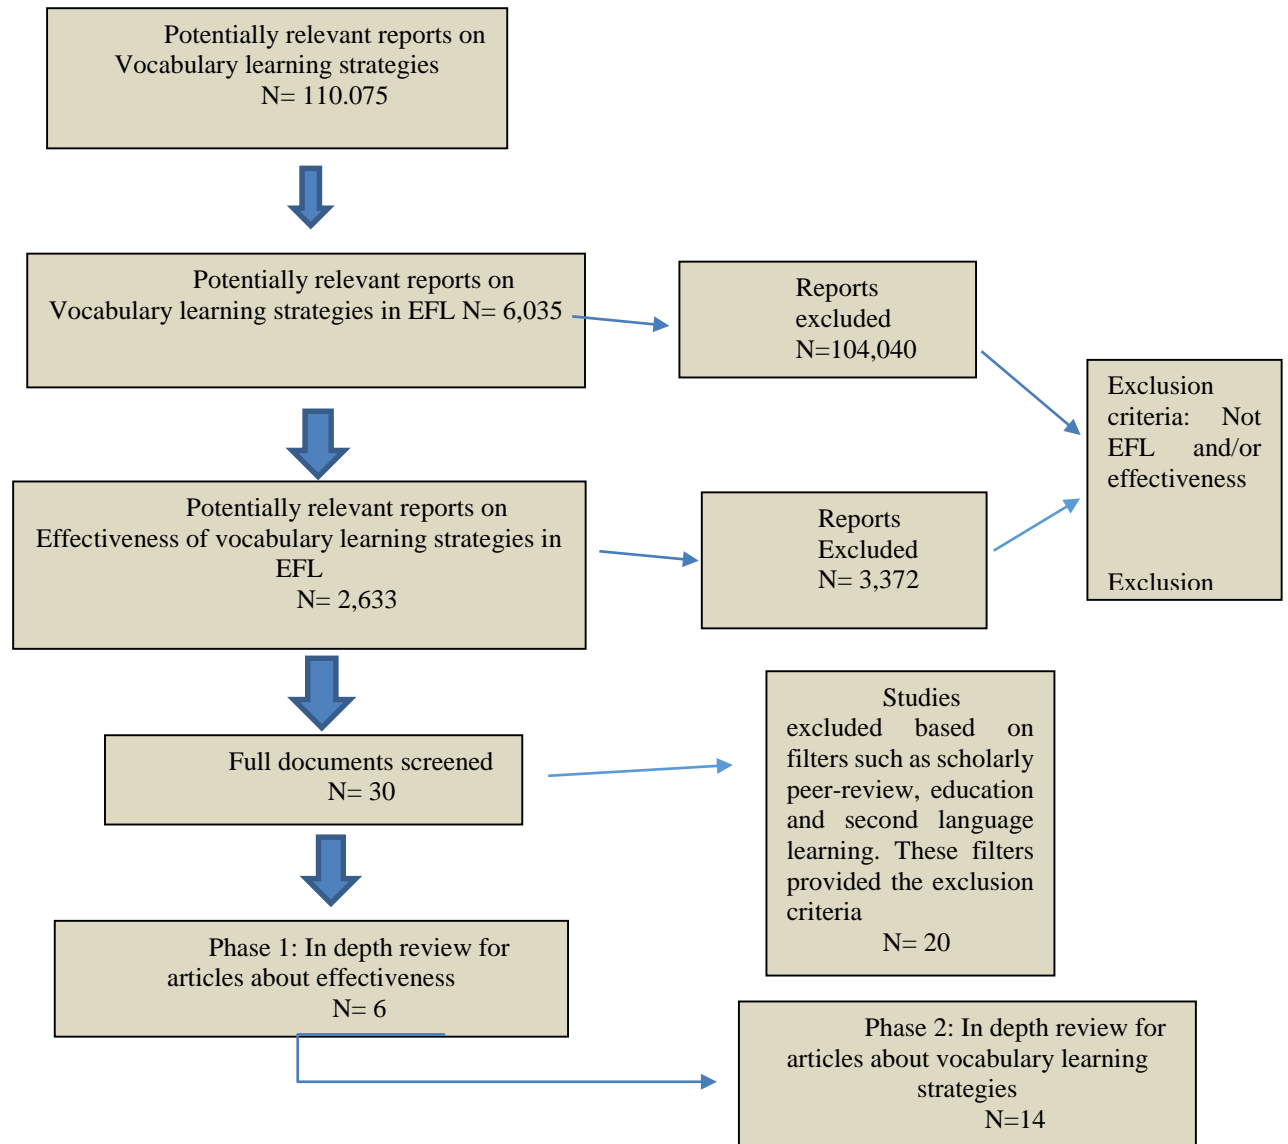 Potentially relevant reports on
Vocabulary learning strategies
N= 110.075
Potentially relevant reports on
Vocabulary learning strategies in EFL N= 6,035
Reports
excluded
N=104,040
Exclusion
criteria: Not
EFL and/or
effectiveness
Exclusion
Potentially relevant reports on
Effectiveness of vocabulary learning strategies in
EFL
N= 2,633
Reports
Excluded
N= 3,372
Full documents screened
N= 30
Studies
excluded based on
filters such as scholarly
peer-review, education
and second language
learning. These filters
provided the exclusion
criteria
N= 20
Phase 1: In depth review for
articles about effectiveness
N= 6
Phase 2: In depth review for
articles about vocabulary learning
strategies
N=14